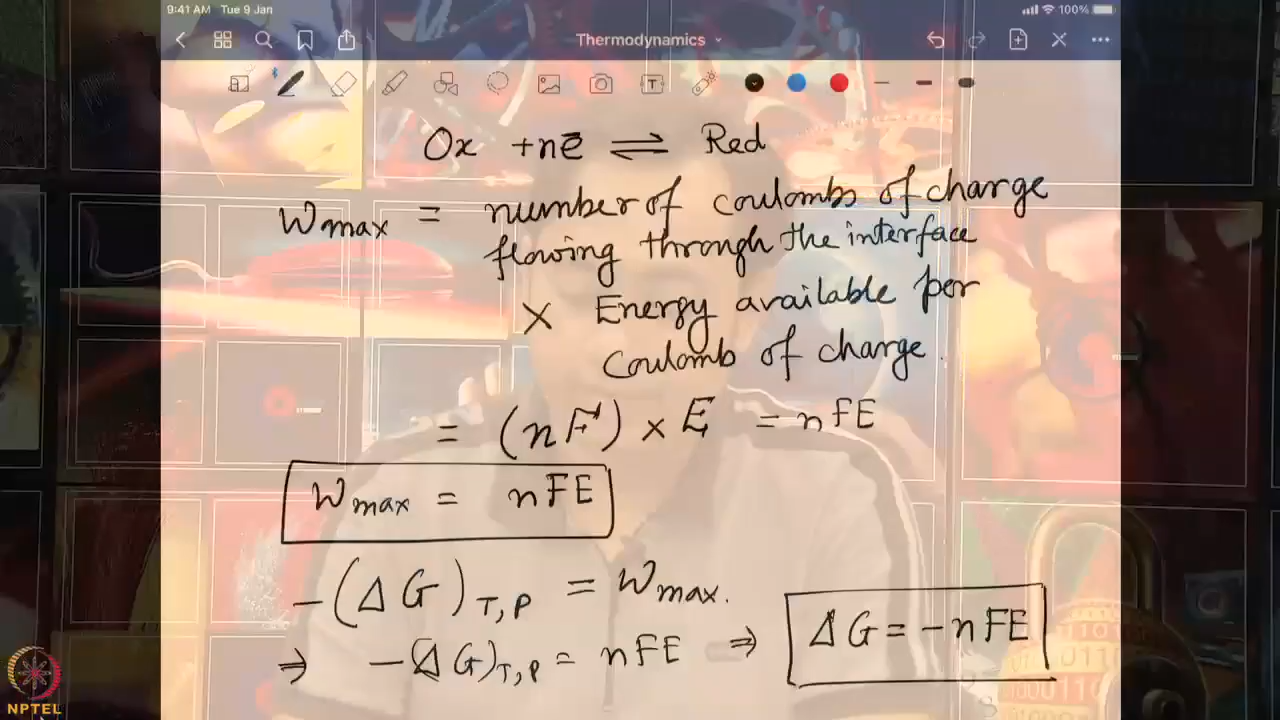 9:41 AM Tue 9 Jan
100%
Thermodynamics
Ox + nē ⇌ Red
Wmax = number of coulombs of charge
flowing through the interface
× Energy available per
Coulomb of charge.
= (nF) × E = nFE
Wmax = nFE
-(ΔG)T,P = Wmax.
⇒ -(ΔG)T,P = nFE ⇒ ΔG = -nFE
NPTEL